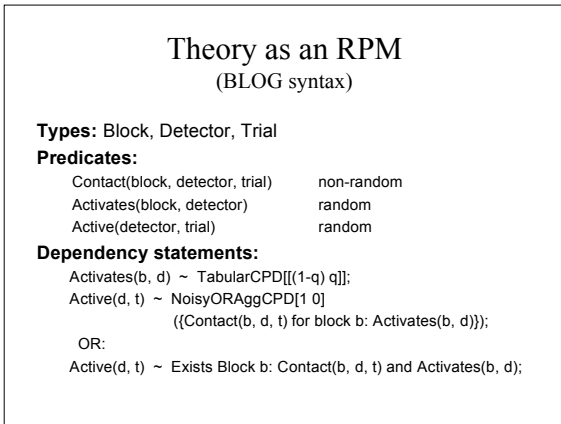 Theory as an RPM
(BLOG syntax)
Types: Block, Detector, Trial
Predicates:
Contact(block, detector, trial) non-random
Activates(block, detector) random
Active(detector, trial) random
Dependency statements:
Activates(b, d) ~ TabularCPD[[(1-q) q]];
Active(d, t) ~ NoisyORAggCPD[1 0]
({Contact(b, d, t) for block b: Activates(b, d)});
OR:
Active(d, t) ~ Exists Block b: Contact(b, d, t) and Activates(b, d);